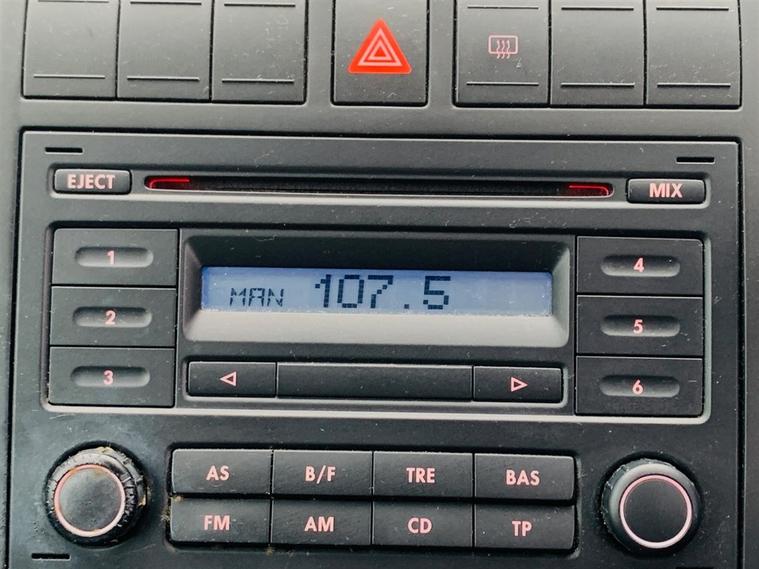 EJECT
MIX
1
4
MAN 107.5
2
5
3
6
AS B/F TRE BAS
FM AM CD TP